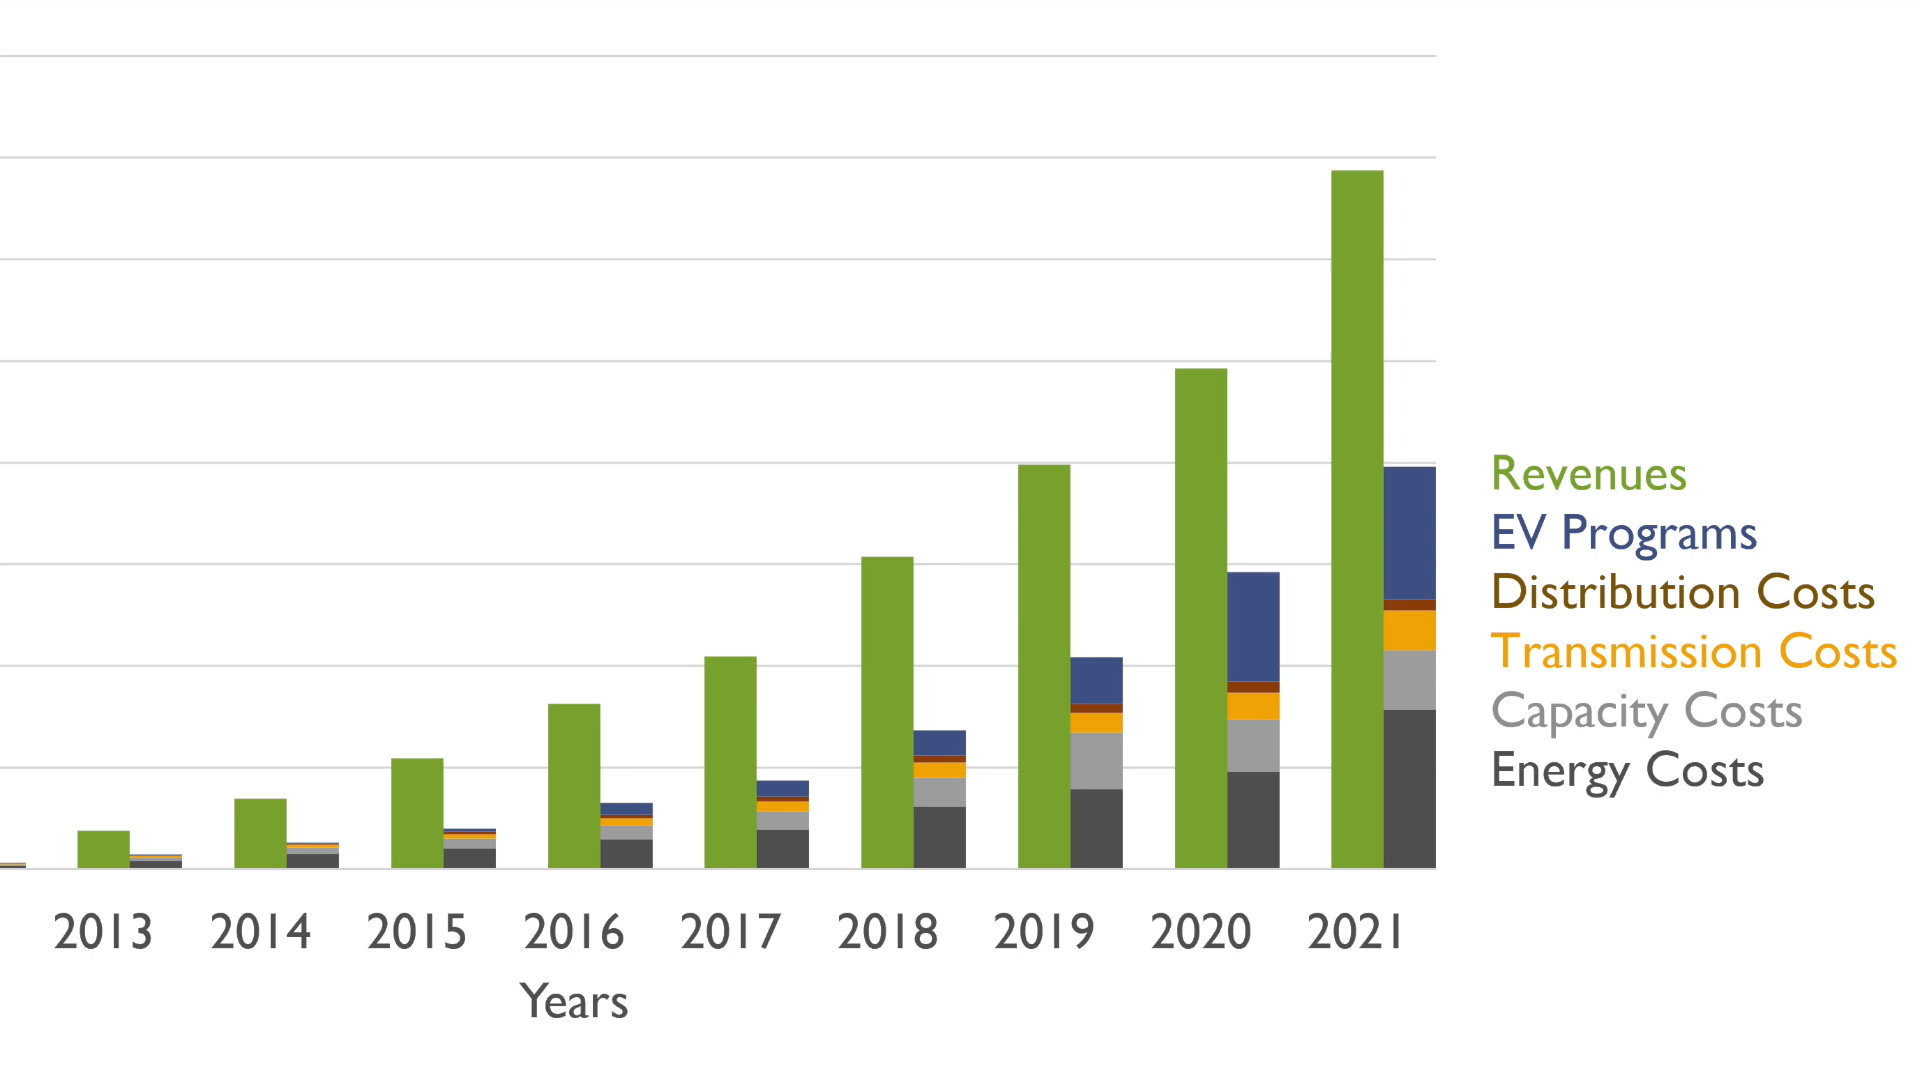 Revenues
EV Programs
Distribution Costs
Transmission Costs
Capacity Costs
Energy Costs
2013 2014 2015 2016 2017 2018 2019 2020 2021
Years